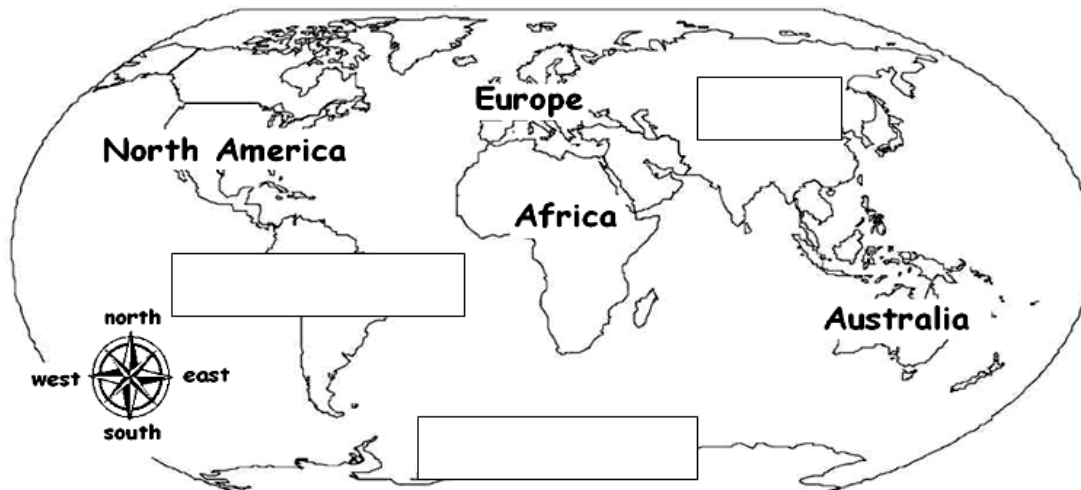 Europe
North America
Africa
Australia
north
west
east
south